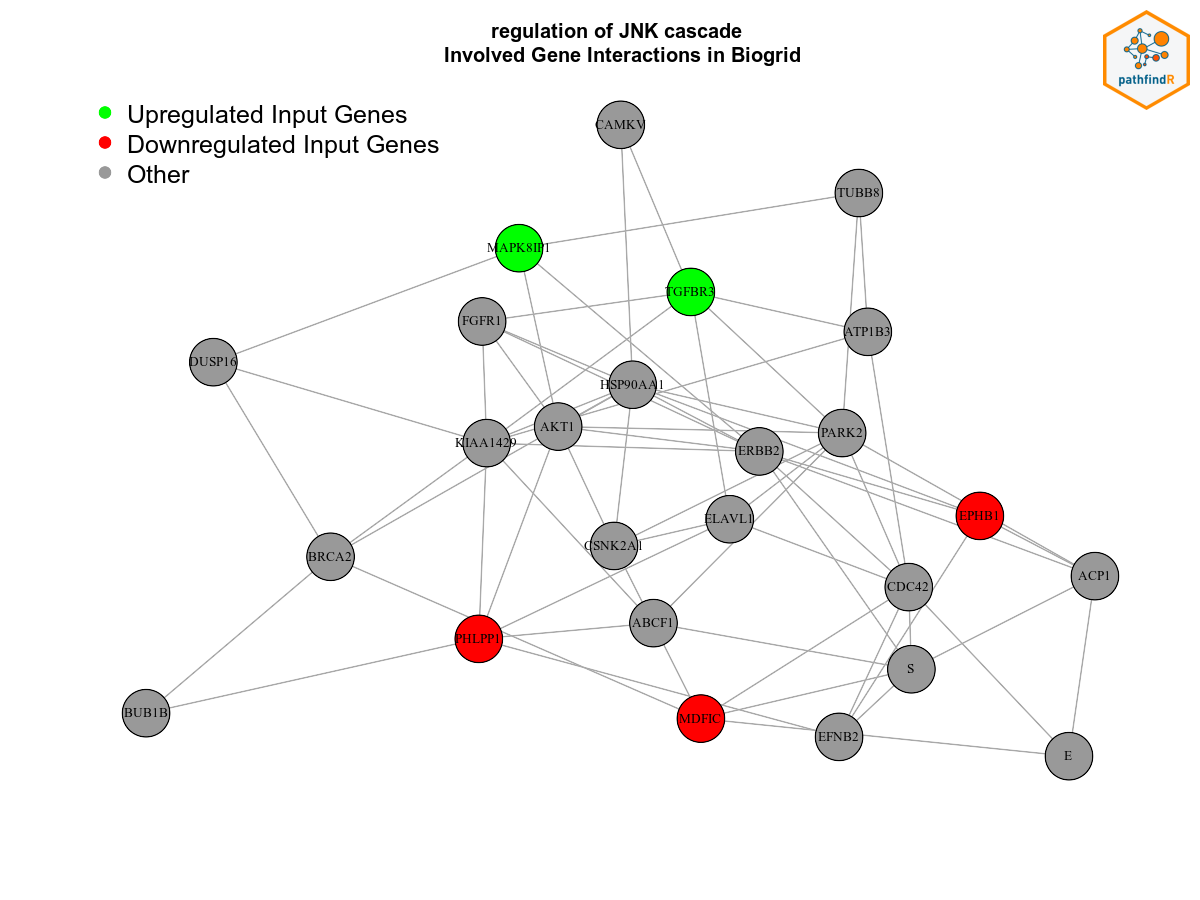 regulation of JNK cascade
Involved Gene Interactions in Biogrid
pathfindR
Upregulated Input Genes
Downregulated Input Genes
Other
CAMKV
TUBB8
MAPK8IP1
TGFBR3
FGFR1
ATP1B3
DUSP16
HSP90AA1
AKT1
PARK2
KIAA1429
ERBB2
EPHB1
ELAVL1
CSNK2A1
BRCA2
ACP1
CDC42
ABCF1
PHLPP1
S
BUB1B
MDFIC
EFNB2
E